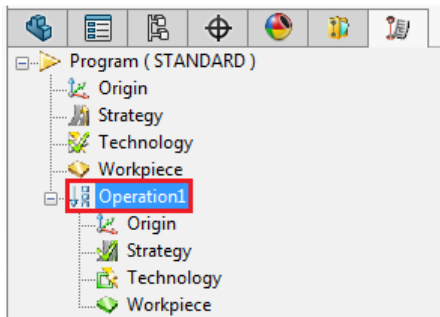 Program ( STANDARD )
Origin
Strategy
Technology
Workpiece
Operation1
Origin
Strategy
Technology
Workpiece